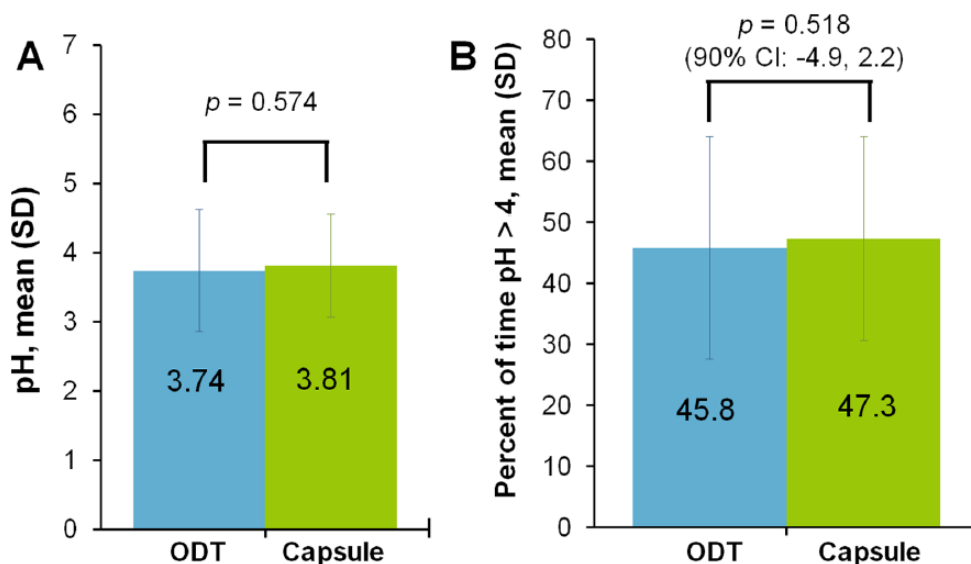 A
pH, mean (SD)
7
6
5
4
3
2
1
0
p = 0.574
3.74
3.81
ODT
Capsule
B
Percent of time pH > 4, mean (SD)
80
70
60
50
40
30
20
10
0
p = 0.518
(90% CI: -4.9, 2.2)
45.8
47.3
ODT
Capsule